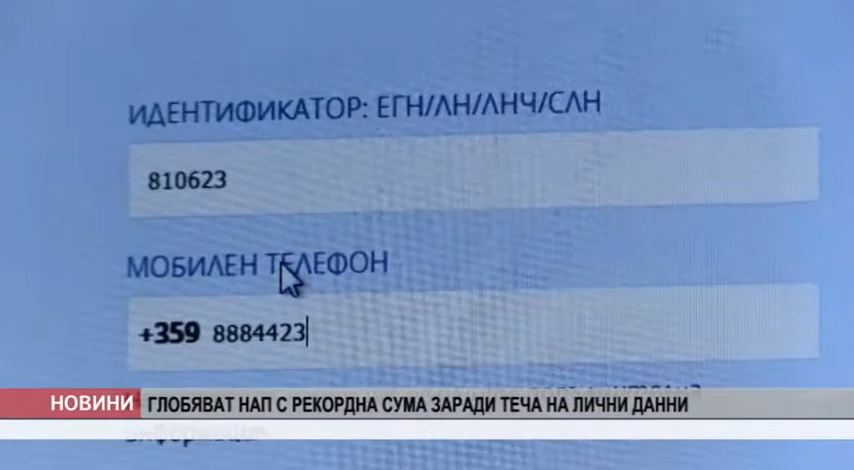 ИДЕНТИФИКАТОР: ЕГН/ЛН/ЛНЧ/СЛН
810623
МОБИЛЕН ТЕЛЕФОН
+359 8884423
НОВИНИ ГЛОБЯВАТ НАП С РЕКОРДНА СУМА ЗАРАДИ ТЕЧА НА ЛИЧНИ ДАННИ